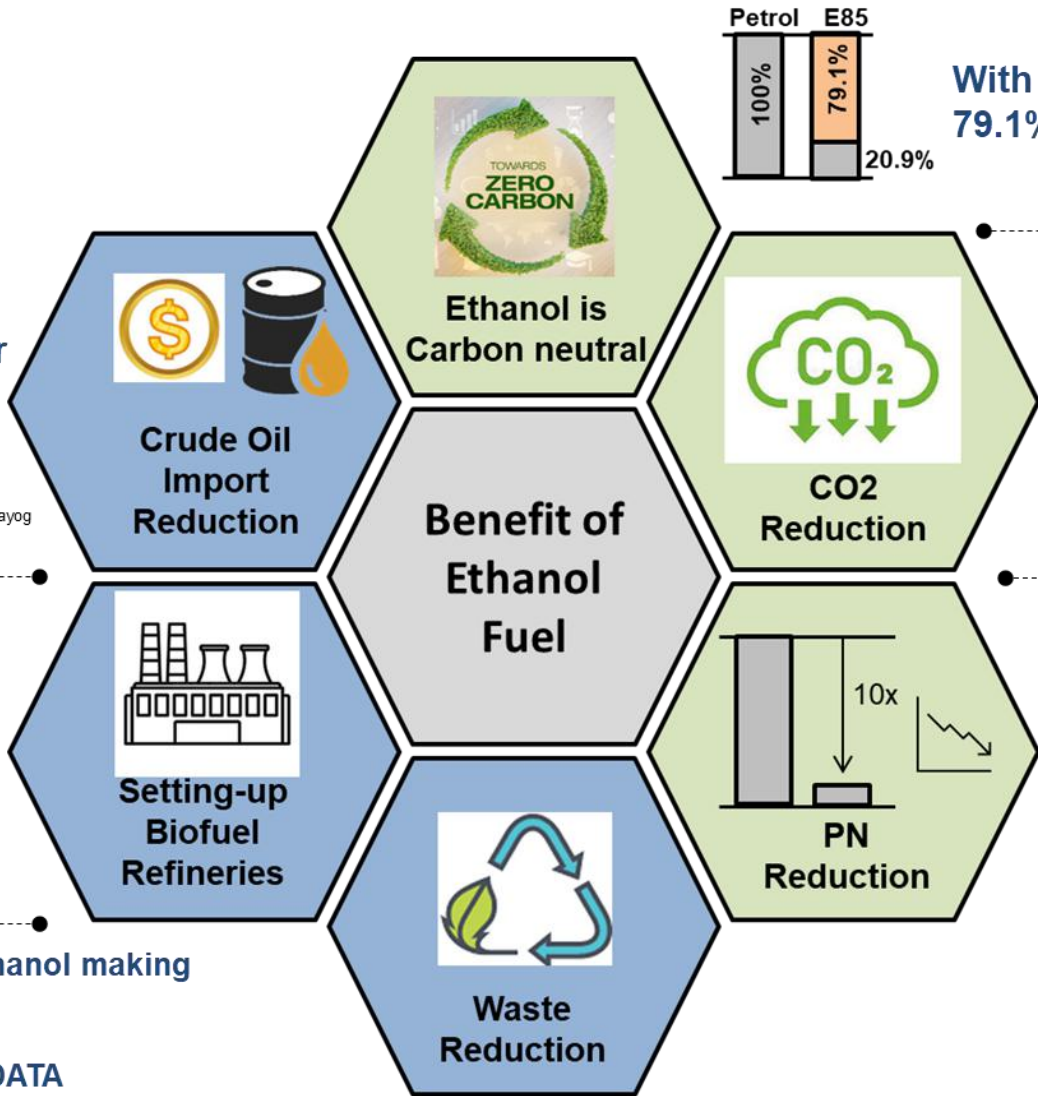 Petrol E85
100%
79.1%
20.9%
With
79.1%
TOWARDS
ZERO
CARBON
Ethanol is
Carbon neutral
r
$
Crude Oil
Import
Reduction
ayog
CO₂
CO2
Reduction
Benefit of
Ethanol
Fuel
Setting-up
Biofuel
Refineries
10x
PN
Reduction
hanol making
Waste
Reduction
DATA